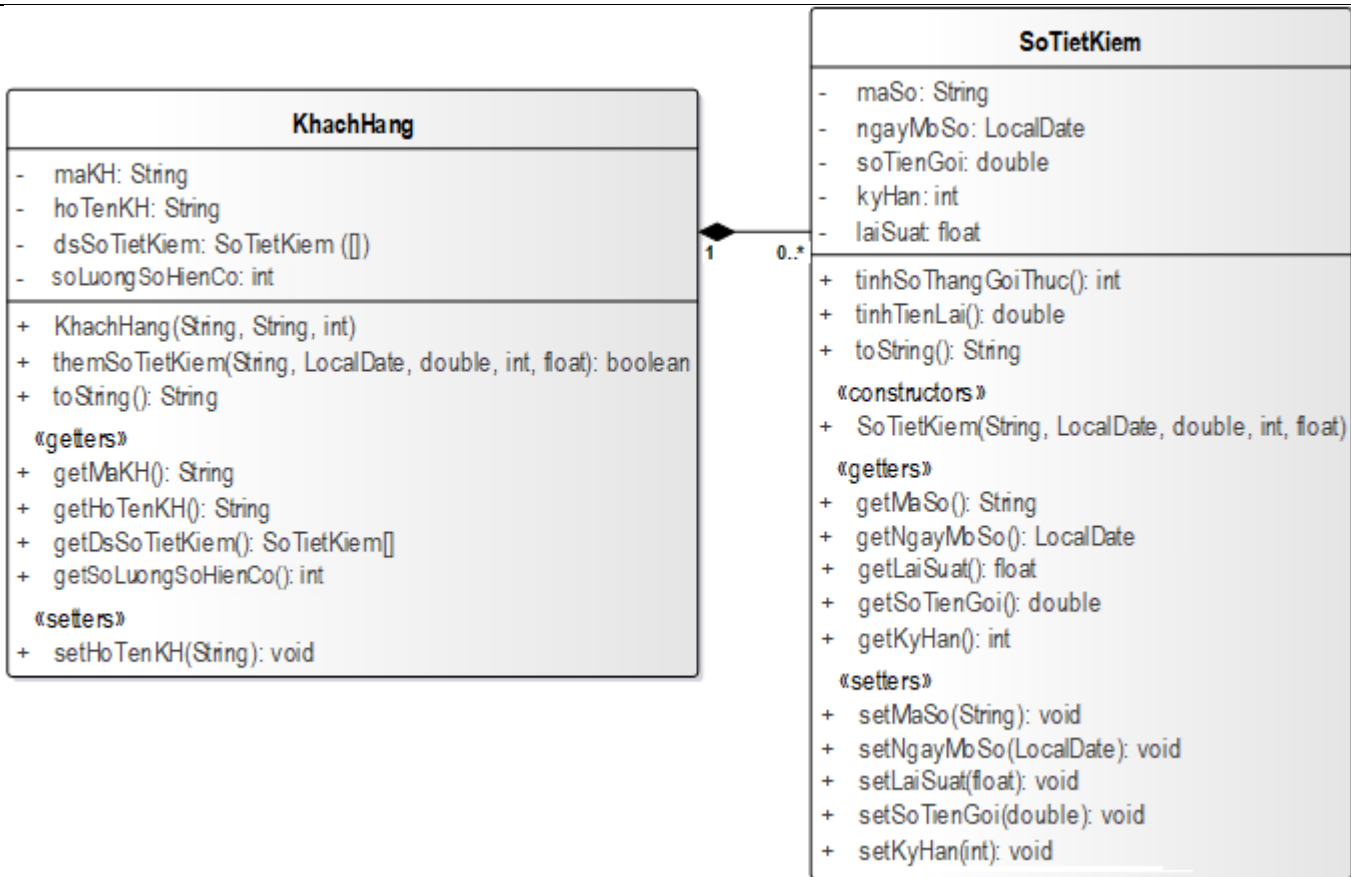 KhachHang
- maKH: String
- hoTenKH: String
- dsSoTietKiem: SoTietKiem ([])
- soLuongSoHienCo: int
+ KhachHang(String, String, int)
+ themSoTietKiem(String, LocalDate, double, int, float): boolean
+ toString(): String
«getters»
+ getMaKH(): String
+ getHoTenKH(): String
+ getDsSoTietKiem(): SoTietKiem[]
+ getSoLuongSoHienCo(): int
«setters»
+ setHoTenKH(String): void
1
0..*
SoTietKiem
- maSo: String
- ngayMoSo: LocalDate
- soTienGoi: double
- kyHan: int
- laiSuat: float
+ tinhSoThangGoiThuc(): int
+ tinhTienLai(): double
+ toString(): String
«constructors»
+ SoTietKiem(String, LocalDate, double, int, float)
«getters»
+ getMaSo(): String
+ getNgayMoSo(): LocalDate
+ getLaiSuat(): float
+ getSoTienGoi(): double
+ getKyHan(): int
«setters»
+ setMaSo(String): void
+ setNgayMoSo(LocalDate): void
+ setLaiSuat(float): void
+ setSoTienGoi(double): void
+ setKyHan(int): void